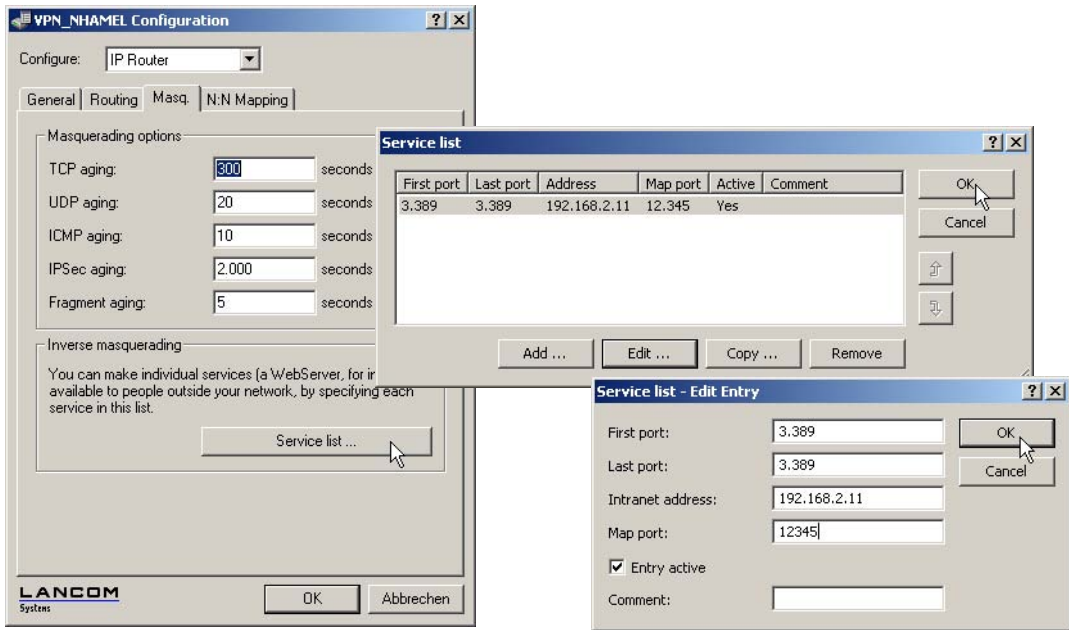 VPN_NHAMEL Configuration
Configure: IP Router
General Routing Masq. N:N Mapping
Masquerading options
TCP aging: 300 seconds
UDP aging: 20 seconds
ICMP aging: 10 seconds
IPSec aging: 2.000 seconds
Fragment aging: 5 seconds
Inverse masquerading
You can make individual services (a WebServer, for in
available to people outside your network, by specifying each
service in this list.
Service list ...
LANCOM
Systems
OK Abbrechen
Service list
First port Last port Address Map port Active Comment
3.389 3.389 192.168.2.11 12.345 Yes
OK
Cancel
Add ... Edit ... Copy ... Remove
Service list - Edit Entry
First port: 3.389
Last port: 3.389
Intranet address: 192.168.2.11
Map port: 12345
Entry active
Comment:
OK
Cancel